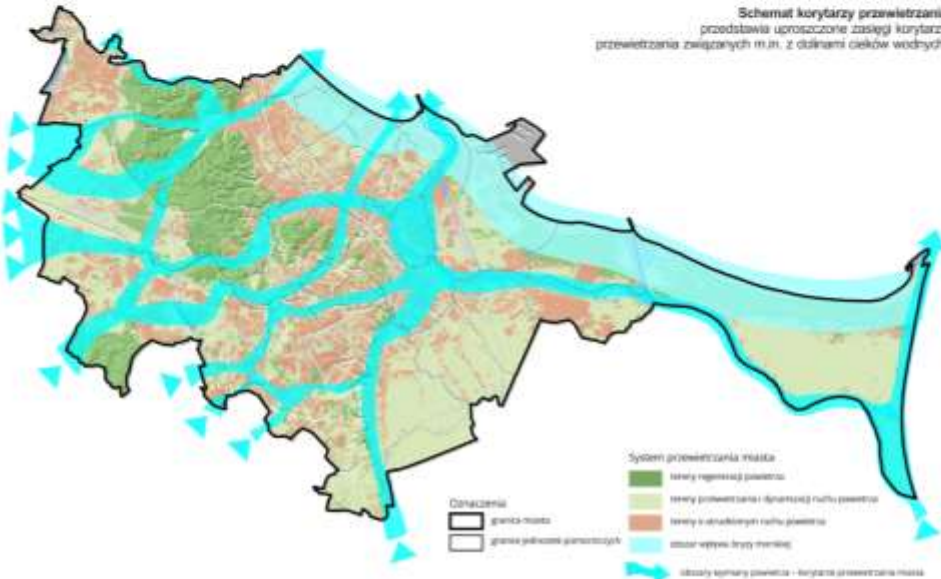 Schemat korytarzy przewietrzani
przedstawia uproszczone zasięgi korytarz
przewietrzania związanych m.in. z dolinami cieków wodnych
System przewietrzania miasta
tereny regeneracji powietrza
tereny przewietrzania i dynamizacji ruchu powietrza
Oznaczenia
granica miasta
tereny o utrudnionym ruchu powietrza
granice jednostek pomocniczych
obszar wpływu bryzy morskiej
obszary wymiany powietrza - korytarze przewietrzania miasta